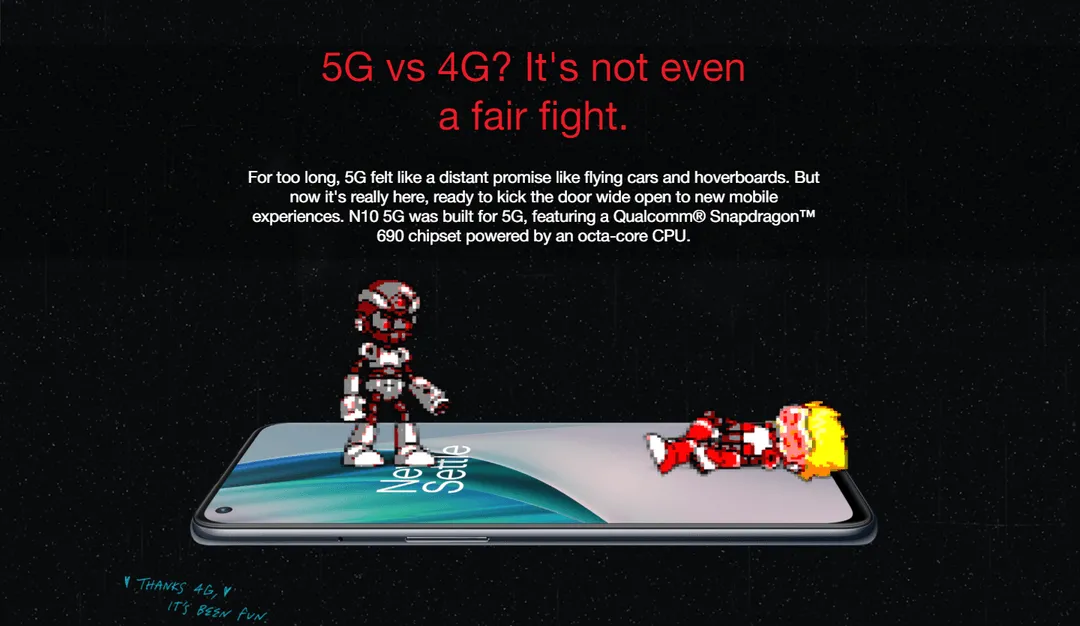 5G vs 4G? It's not even
a fair fight.
For too long, 5G felt like a distant promise like flying cars and hoverboards. But
now it's really here, ready to kick the door wide open to new mobile
experiences. N10 5G was built for 5G, featuring a Qualcomm® Snapdragon™
690 chipset powered by an octa-core CPU.
Ne
Settle
THANKS 4G,
IT'S BEEN FUN.